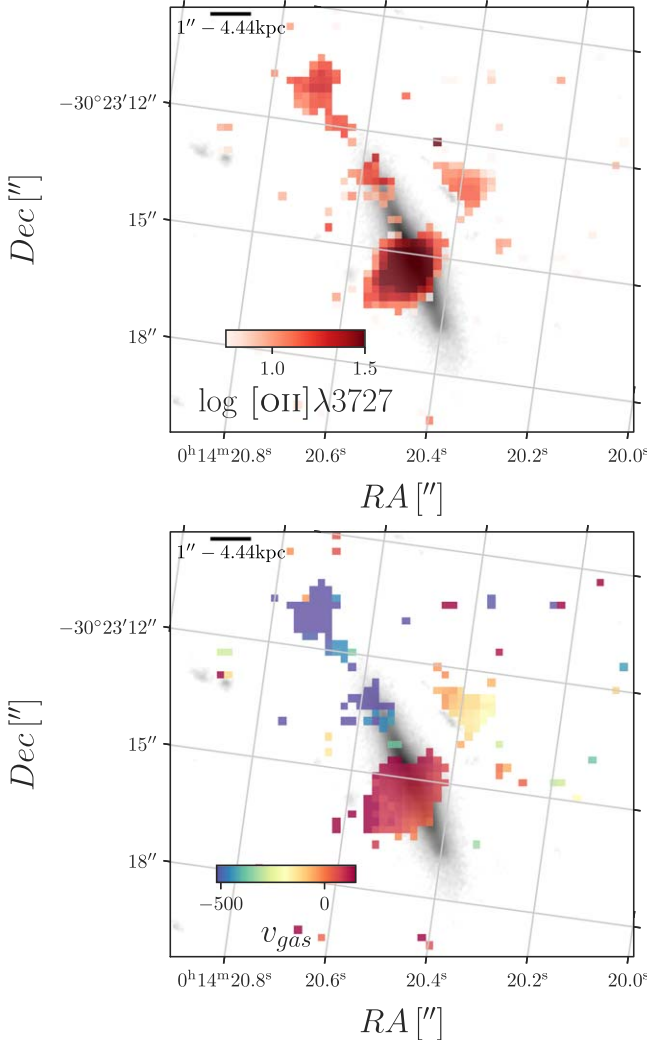 1″ − 4.44kpc
−30°23′12″
15″
18″
Dec [″]
1.0 1.5
log [OII]λ3727
0ʰ14ᵐ20.8ˢ 20.6ˢ 20.4ˢ 20.2ˢ 20.0ˢ
RA [″]
1″ − 4.44kpc
−30°23′12″
15″
18″
Dec [″]
−500 0
v_gas
0ʰ14ᵐ20.8ˢ 20.6ˢ 20.4ˢ 20.2ˢ 20.0ˢ
RA [″]